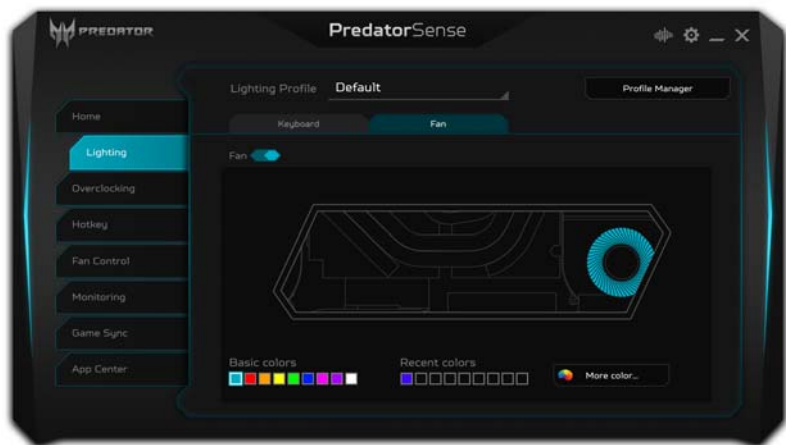 PREDATOR
PredatorSense
Lighting Profile Default
Profile Manager
Home
Lighting
Overclocking
Hotkey
Fan Control
Monitoring
Game Sync
App Center
Keyboard
Fan
Fan
Basic colors
Recent colors
More color...